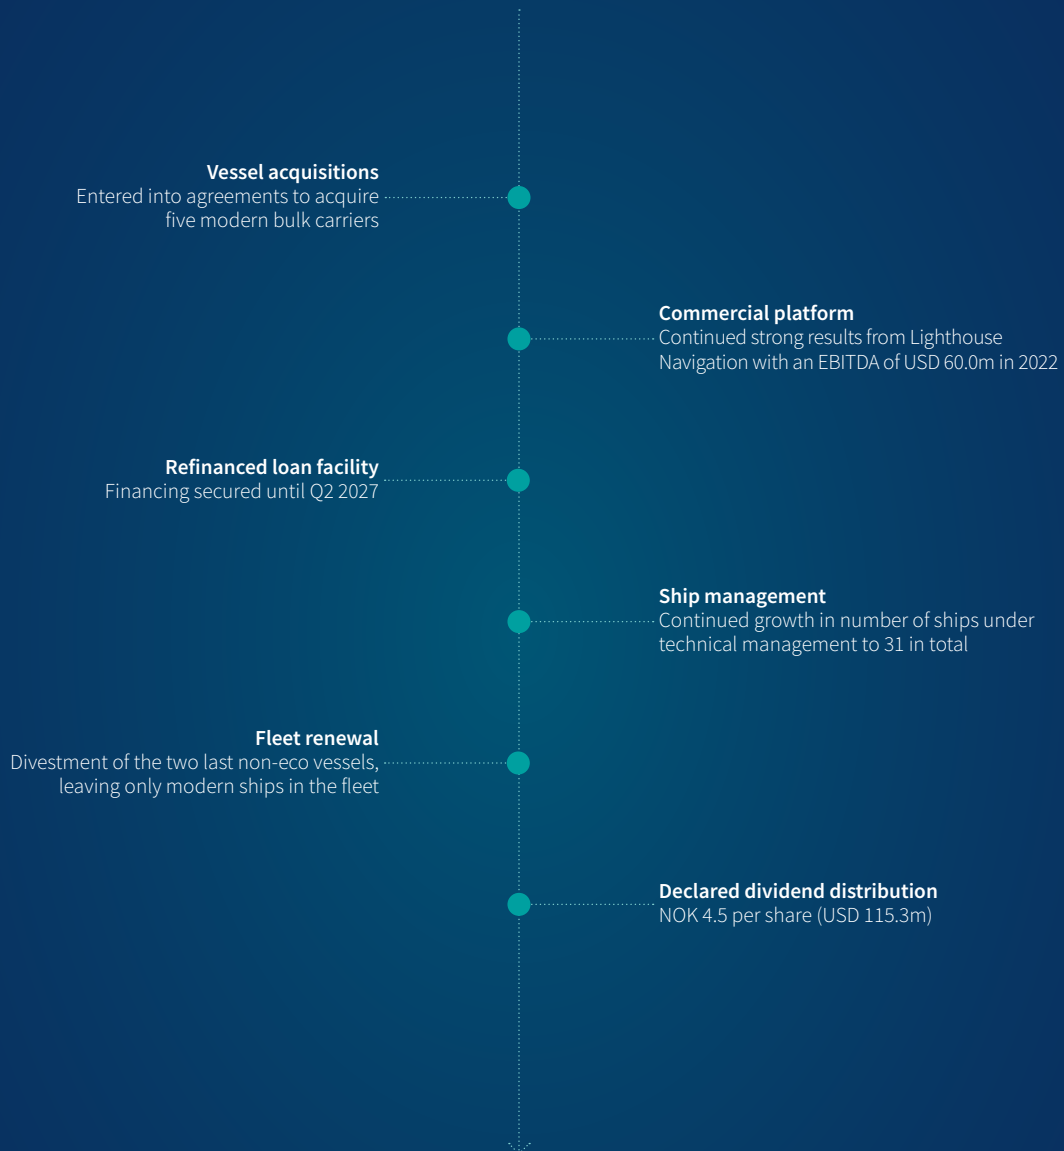 Vessel acquisitions
Entered into agreements to acquire
five modern bulk carriers
Commercial platform
Continued strong results from Lighthouse
Navigation with an EBITDA of USD 60.0m in 2022
Refinanced loan facility
Financing secured until Q2 2027
Ship management
Continued growth in number of ships under
technical management to 31 in total
Fleet renewal
Divestment of the two last non-eco vessels,
leaving only modern ships in the fleet
Declared dividend distribution
NOK 4.5 per share (USD 115.3m)